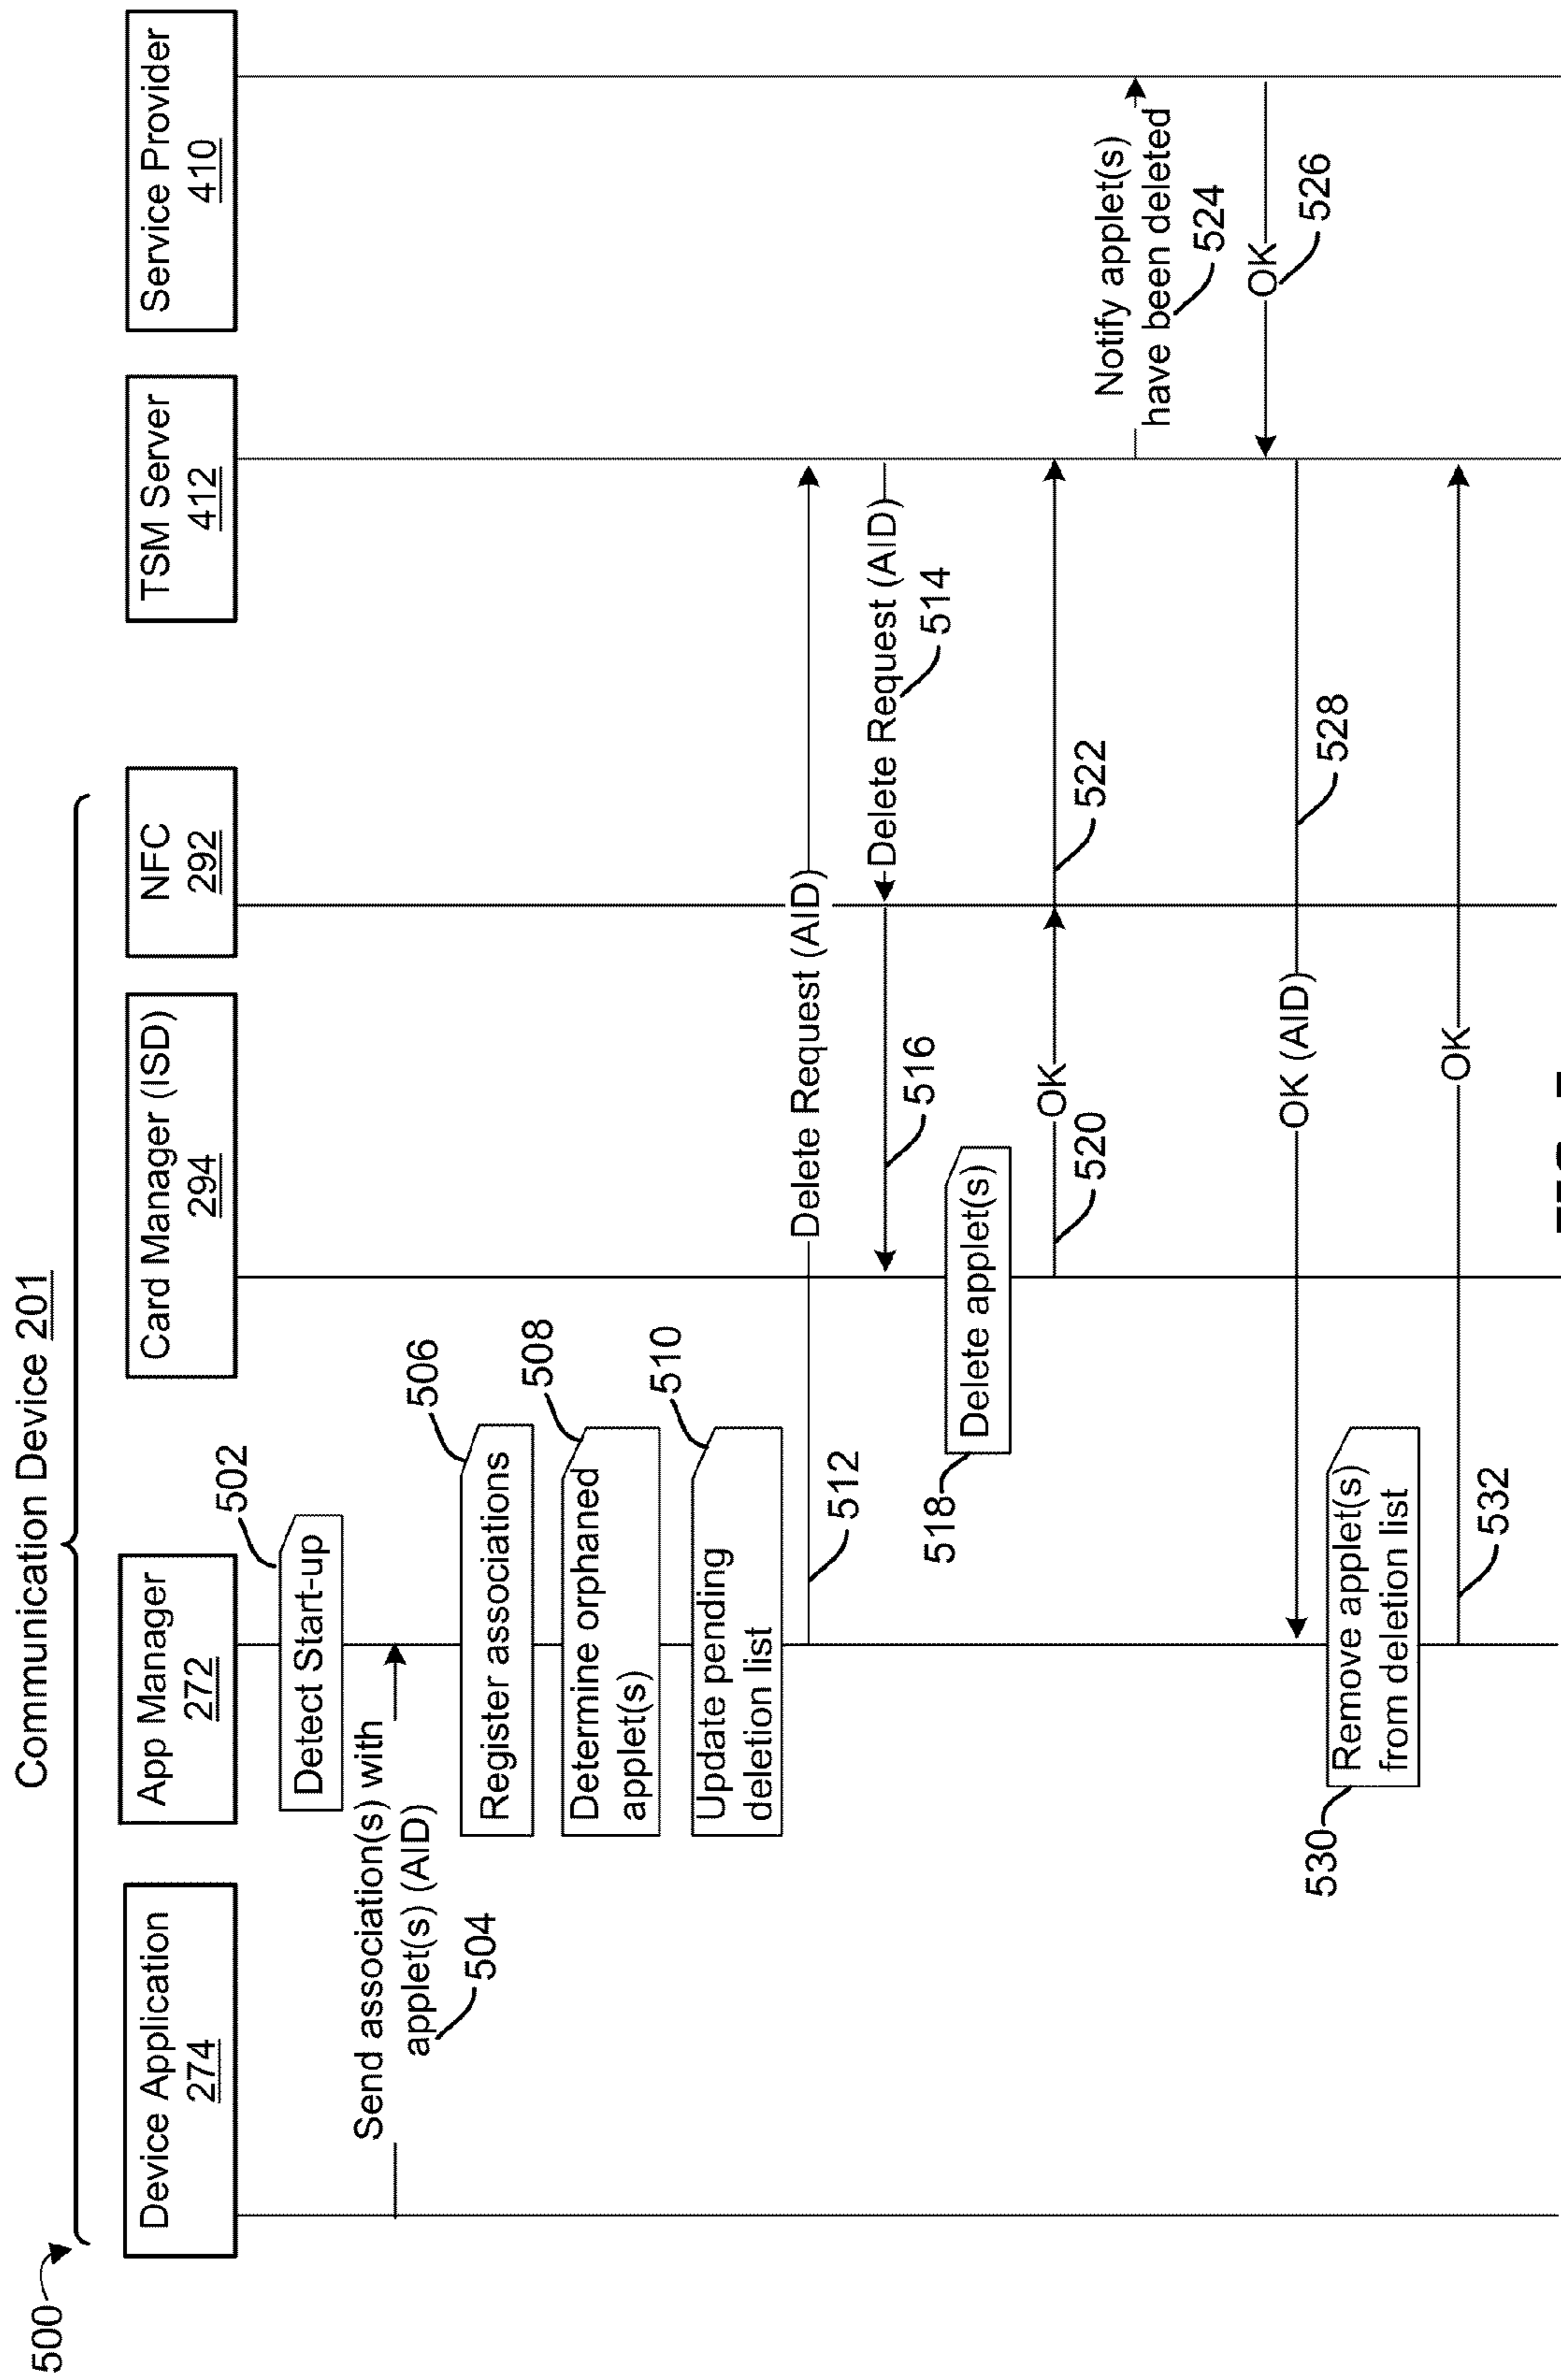 500
Communication Device 201
Device Application
274
App Manager
272
Card Manager (ISD)
294
NFC
292
TSM Server
412
Service Provider
410
502
Detect Start-up
Send association(s) with
applet(s) (AID)
504
506
Register associations
508
Determine orphaned
applet(s)
510
Update pending
deletion list
Delete Request (AID)
512
Delete Request (AID)
514
516
518
Delete applet(s)
OK
520
522
Notify applet(s)
have been deleted
524
OK
526
OK (AID)
528
530
Remove applet(s)
from deletion list
OK
532